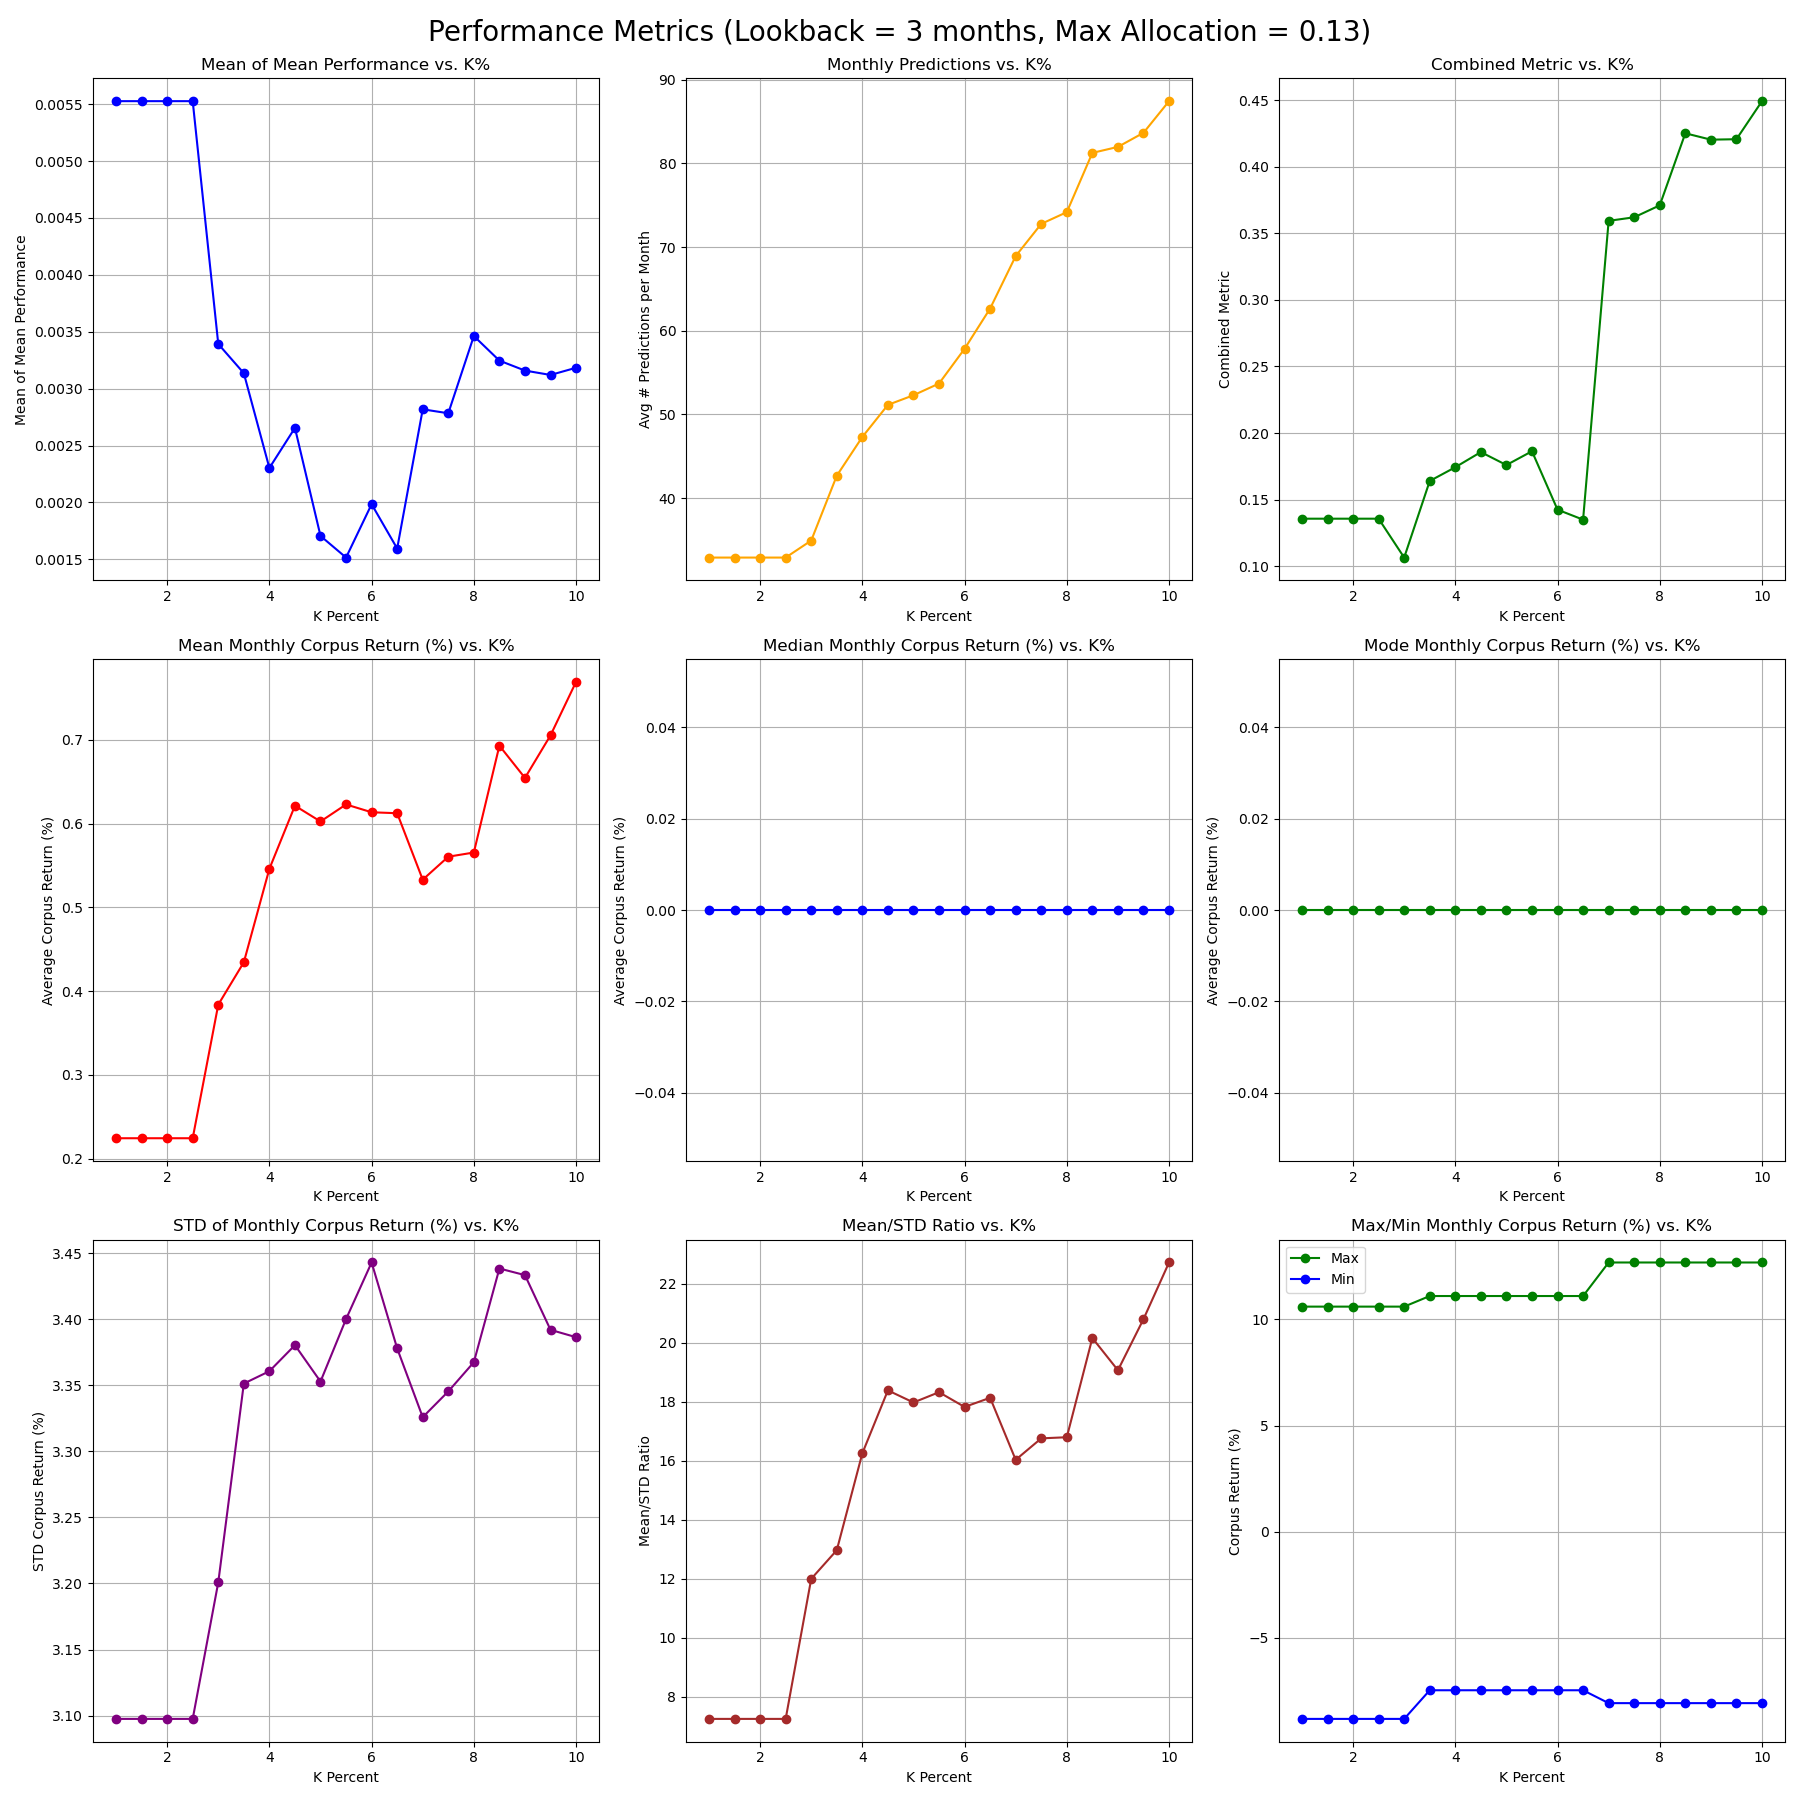 Performance Metrics (Lookback = 3 months, Max Allocation = 0.13)
Mean of Mean Performance vs. K%
Mean of Mean Performance
0.0055
0.0050
0.0045
0.0040
0.0035
0.0030
0.0025
0.0020
0.0015
2 4 6 8 10
K Percent
Monthly Predictions vs. K%
Avg # Predictions per Month
90
80
70
60
50
40
2 4 6 8 10
K Percent
Combined Metric vs. K%
Combined Metric
0.45
0.40
0.35
0.30
0.25
0.20
0.15
0.10
2 4 6 8 10
K Percent
Mean Monthly Corpus Return (%) vs. K%
Average Corpus Return (%)
0.7
0.6
0.5
0.4
0.3
0.2
2 4 6 8 10
K Percent
Median Monthly Corpus Return (%) vs. K%
Average Corpus Return (%)
0.04
0.02
0.00
−0.02
−0.04
2 4 6 8 10
K Percent
Mode Monthly Corpus Return (%) vs. K%
Average Corpus Return (%)
0.04
0.02
0.00
−0.02
−0.04
2 4 6 8 10
K Percent
STD of Monthly Corpus Return (%) vs. K%
STD Corpus Return (%)
3.45
3.40
3.35
3.30
3.25
3.20
3.15
3.10
2 4 6 8 10
K Percent
Mean/STD Ratio vs. K%
Mean/STD Ratio
22
20
18
16
14
12
10
8
2 4 6 8 10
K Percent
Max/Min Monthly Corpus Return (%) vs. K%
Max
Min
Corpus Return (%)
10
5
0
−5
2 4 6 8 10
K Percent